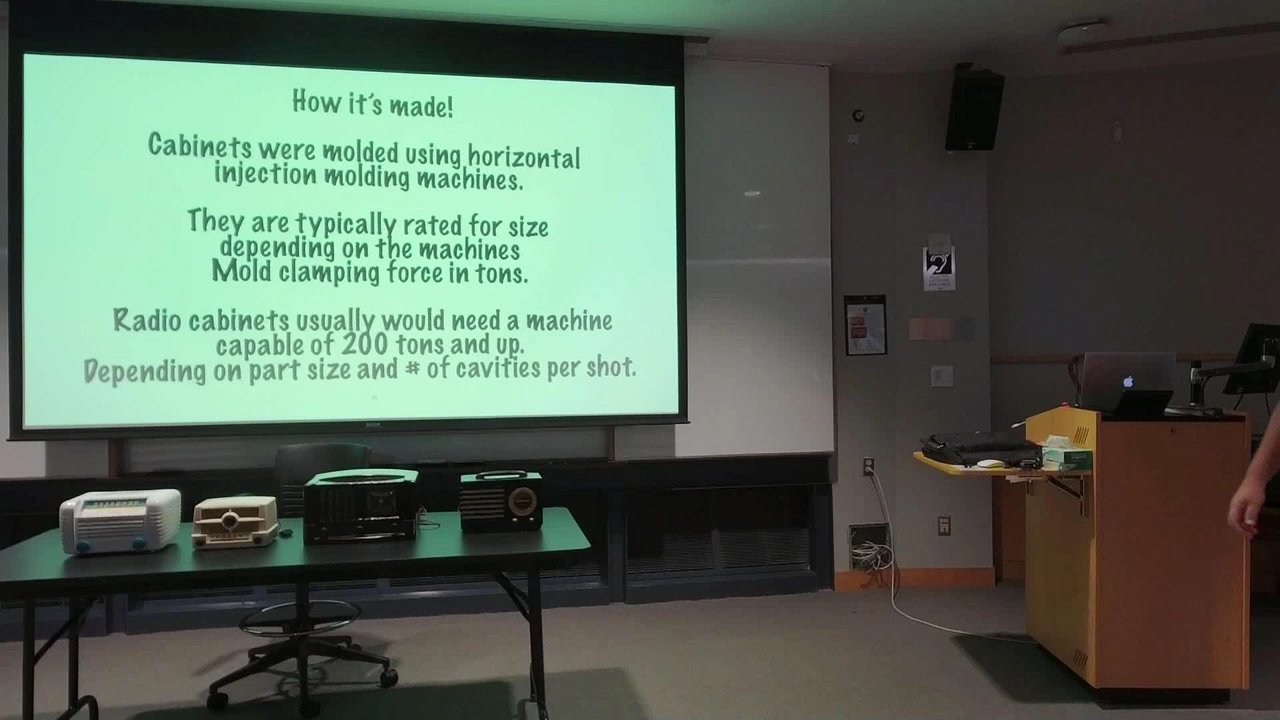 How it's made!
Cabinets were molded using horizontal
injection molding machines.
They are typically rated for size
depending on the machines
Mold clamping force in tons.
Radio cabinets usually would need a machine
capable of 200 tons and up.
Depending on part size and # of cavities per shot.